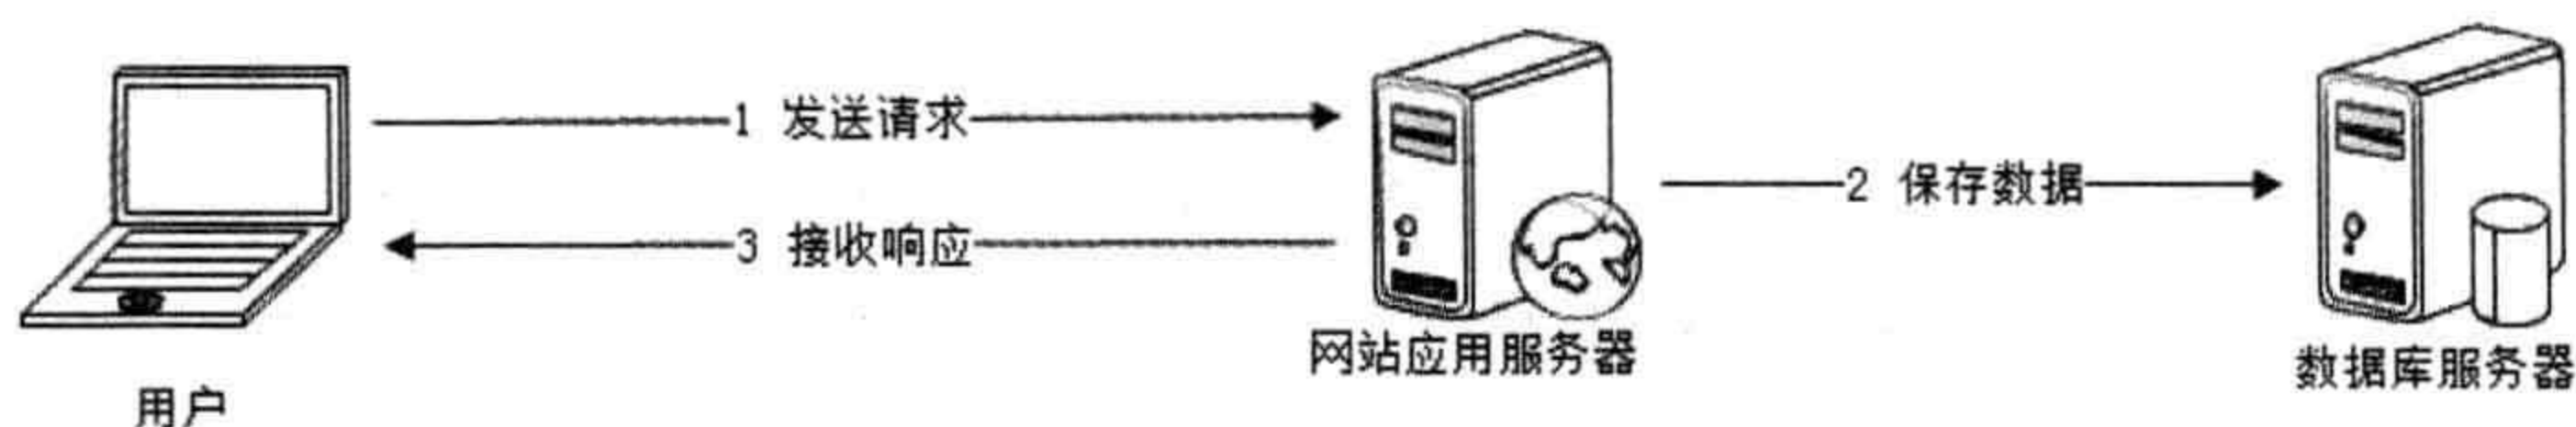 1 发送请求
2 保存数据
3 接收响应
网站应用服务器
数据库服务器
用户